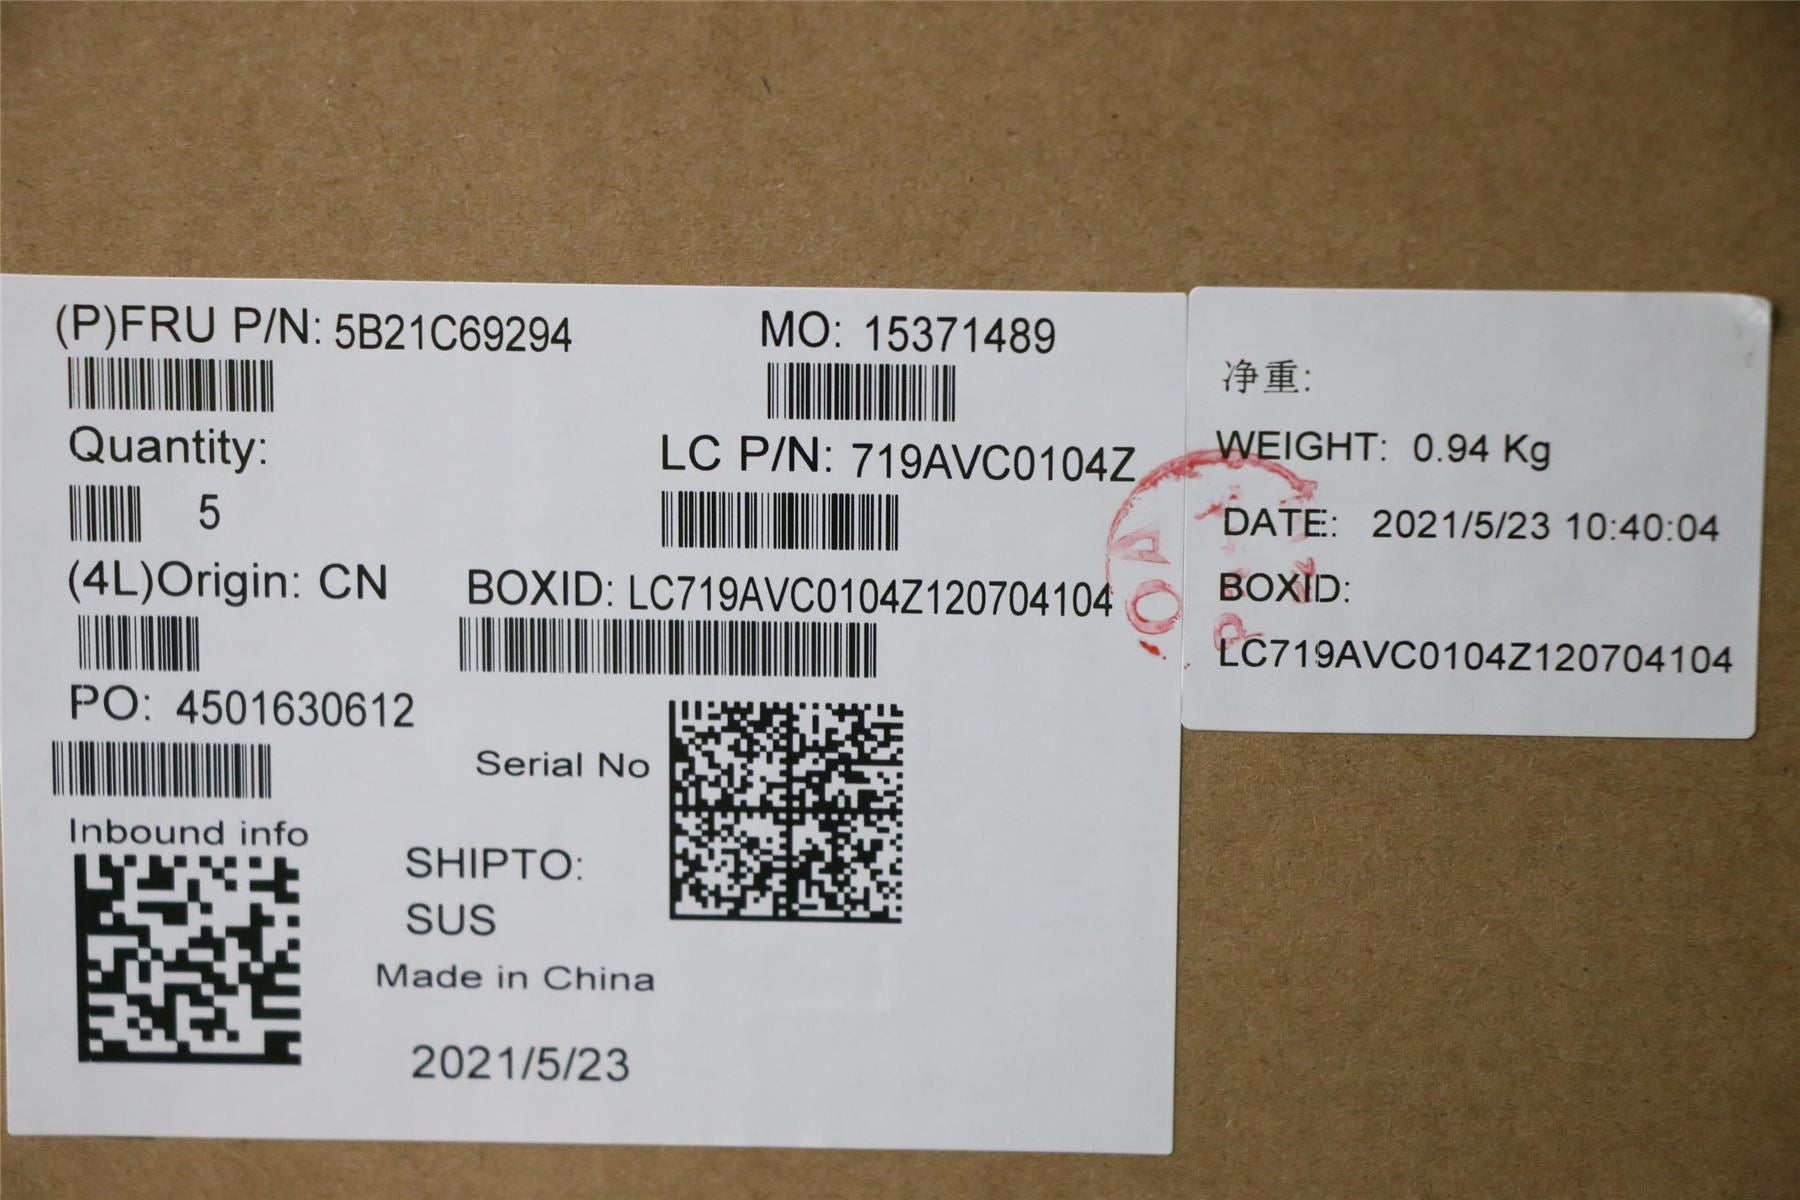 (P)FRU P/N: 5B21C69294
MO: 15371489
Quantity:
5
LC P/N: 719AVC0104Z
(4L)Origin: CN
BOXID: LC719AVC0104Z120704104
PO: 4501630612
Serial No
Inbound info
SHIPTO:
SUS
Made in China
2021/5/23
净重:
WEIGHT: 0.94 Kg
DATE: 2021/5/23 10:40:04
BOXID:
LC719AVC0104Z120704104